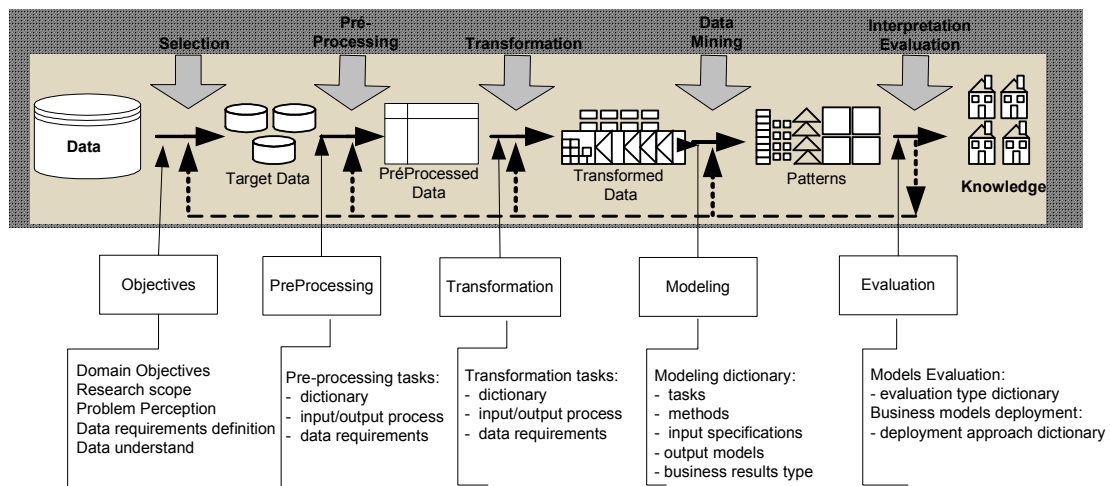 Selection
Pré-
Processing
Transformation
Data
Mining
Interpretation
Evaluation
Data
Target Data
PréProcessed
Data
Transformed
Data
Patterns
Knowledge
Objectives
PreProcessing
Transformation
Modeling
Evaluation
Domain Objectives
Research scope
Problem Perception
Data requirements definition
Data understand
Pre-processing tasks:
- dictionary
- input/output process
- data requirements
Transformation tasks:
- dictionary
- input/output process
- data requirements
Modeling dictionary:
- tasks
- methods
- input specifications
- output models
- business results type
Models Evaluation:
- evaluation type dictionary
Business models deployment:
- deployment approach dictionary